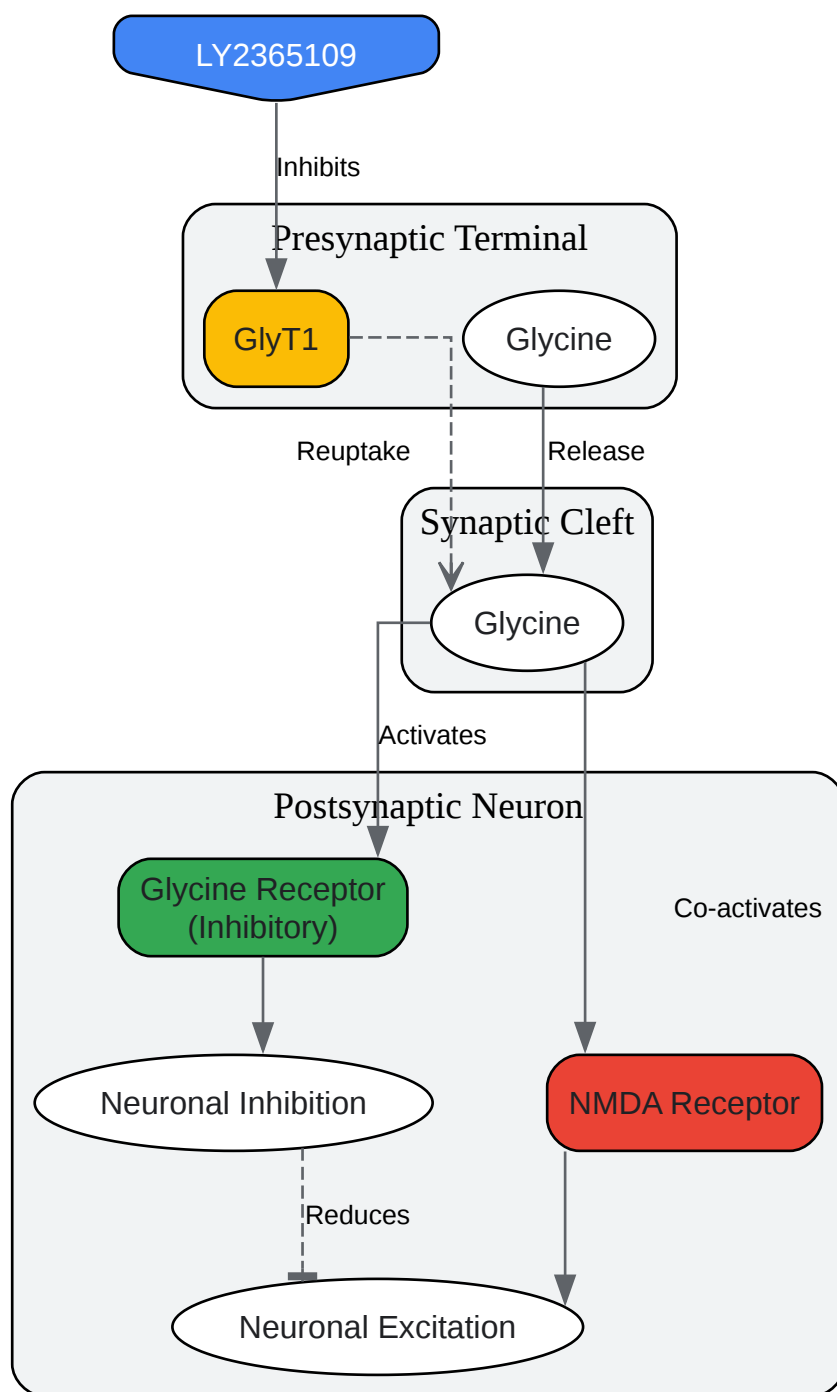 LY2365109
Inhibits
Presynaptic Terminal
GlyT1
Glycine
Reuptake
Release
Synaptic Cleft
Glycine
Activates
Postsynaptic Neuron
Glycine Receptor
(Inhibitory)
Co-activates
Neuronal Inhibition
NMDA Receptor
Reduces
Neuronal Excitation